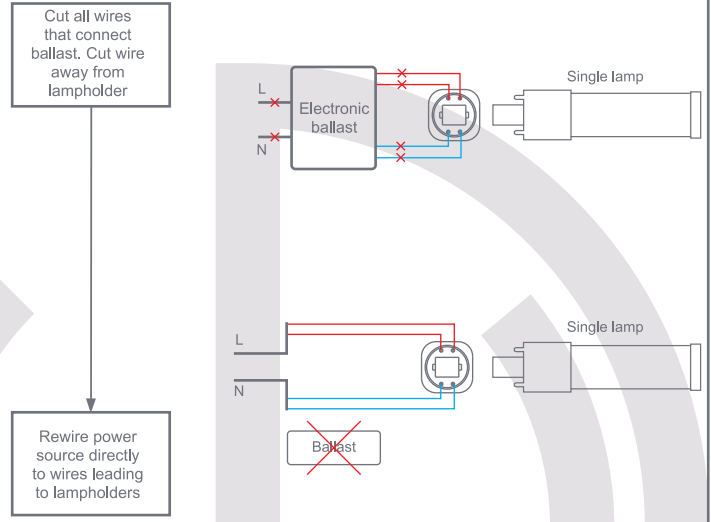 Cut all wires
that connect
ballast. Cut wire
away from
lampholder
L
N
Electronic
ballast
Single lamp
L
N
Single lamp
Ballast
Rewire power
source directly
to wires leading
to lampholders